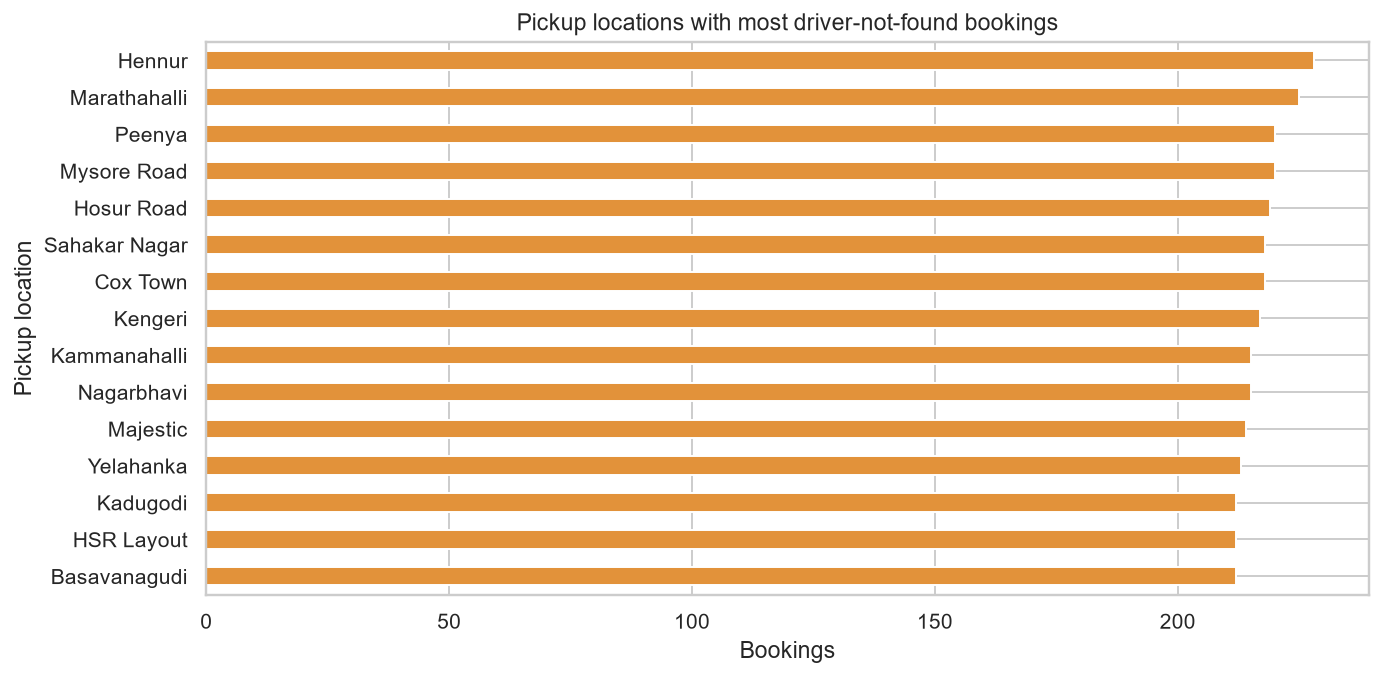 Pickup locations with most driver-not-found bookings
Pickup location
Hennur
Marathahalli
Peenya
Mysore Road
Hosur Road
Sahakar Nagar
Cox Town
Kengeri
Kammanahalli
Nagarbhavi
Majestic
Yelahanka
Kadugodi
HSR Layout
Basavanagudi
0 50 100 150 200
Bookings